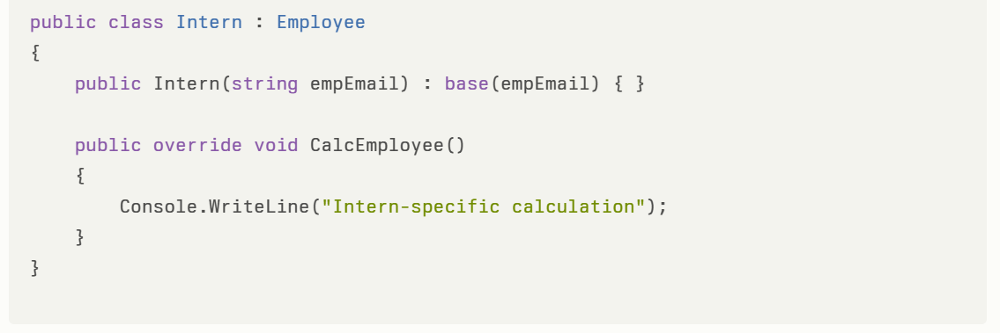 public class Intern : Employee
{
    public Intern(string empEmail) : base(empEmail) { }

    public override void CalcEmployee()
    {
        Console.WriteLine("Intern-specific calculation");
    }
}